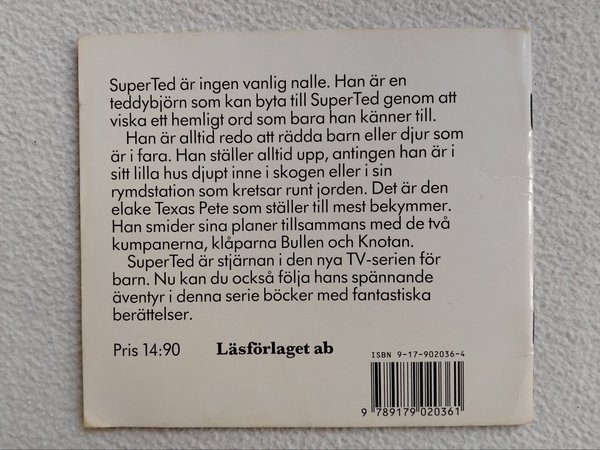 SuperTed är ingen vanlig nalle. Han är en
teddybjörn som kan byta till SuperTed genom att
viska ett hemligt ord som bara han känner till.
Han är alltid redo att rädda barn eller djur som
är i fara. Han ställer alltid upp, antingen han är i
sitt lilla hus djupt inne i skogen eller i sin
rymdstation som kretsar runt jorden. Det är den
elake Texas Pete som ställer till mest bekymmer.
Han smider sina planer tillsammans med de två
kumpanerna, klåparna Bullen och Knotan.
SuperTed är stjärnan i den nya TV-serien för
barn. Nu kan du också följa hans spännande
äventyr i denna serie böcker med fantastiska
berättelser.
Pris 14:90 Läsförlaget ab
ISBN 9-17-902036-4
9 789179 020361